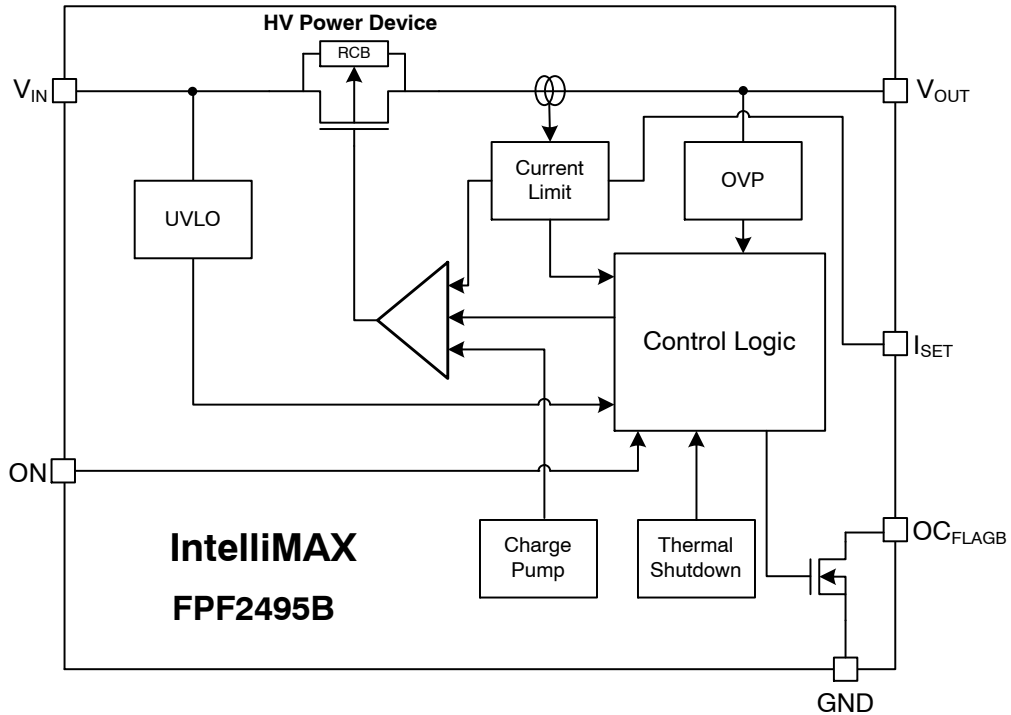 HV Power Device
RCB
VIN
VOUT
Current
Limit
OVP
UVLO
Control Logic
ISET
ON
OCFLAGB
IntelliMAX
Charge
Pump
Thermal
Shutdown
FPF2495B
GND